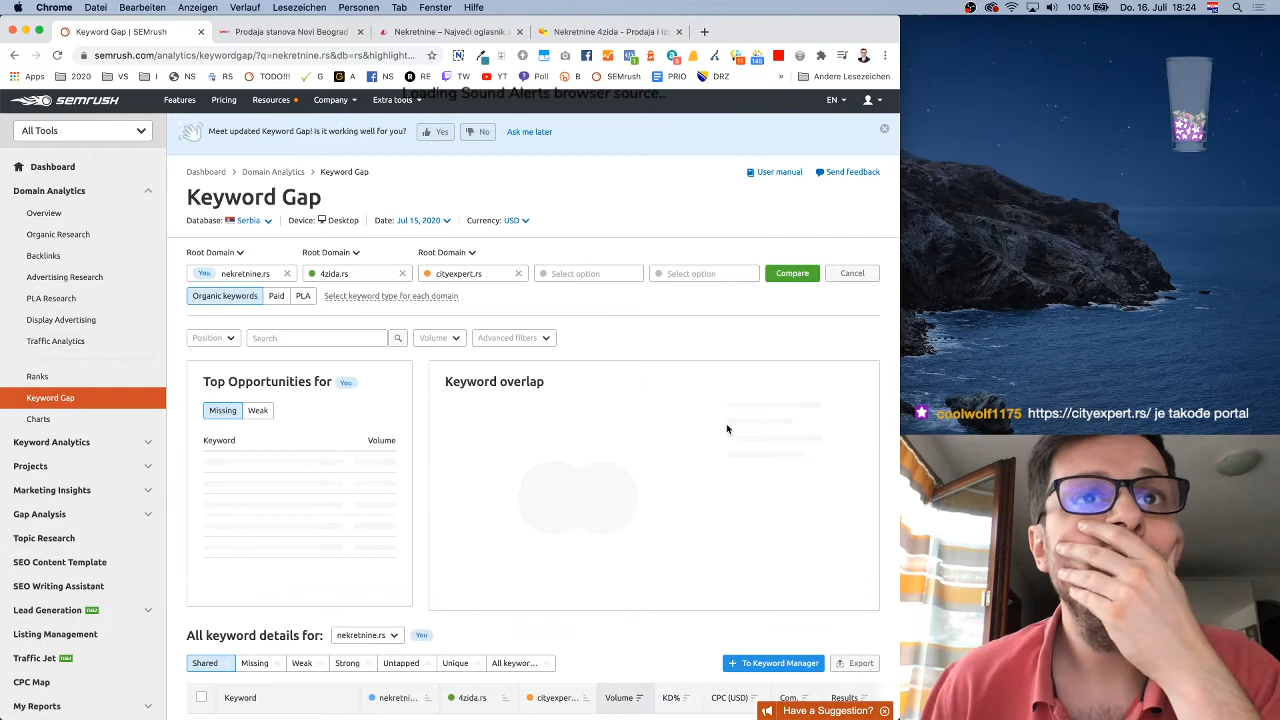 Chrome Datei Bearbeiten Anzeigen Verlauf Lesezeichen Personen Tab Fenster Hilfe
100 % Do. 16. Juli 18:24
Keyword Gap | SEMrush
Prodaja stanova Novi Beograd
Nekretnine – Najveći oglasnik z
Nekretnine 4zida - Prodaja i iz
semrush.com/analytics/keywordgap/?q=nekretnine.rs&db=rs&highlight...
Apps 2020 VS I NS RE TODO!!! G A NS RE TW YT Poll B SEmrush PRIO DRZ » Andere Lesezeichen
Loading Sound Alerts browser source..
SEMRUSH Features Pricing Resources Company Extra tools EN
All Tools
Meet updated Keyword Gap! Is it working well for you? Yes No Ask me later
Dashboard
Domain Analytics
Overview
Organic Research
Backlinks
Advertising Research
PLA Research
Display Advertising
Traffic Analytics
Ranks
Keyword Gap
Charts
Keyword Analytics
Projects
Marketing Insights
Gap Analysis
Topic Research
SEO Content Template
SEO Writing Assistant
Lead Generation
Listing Management
Traffic Jet
CPC Map
My Reports
Dashboard > Domain Analytics > Keyword Gap
User manual Send feedback
Keyword Gap
Database: Serbia Device: Desktop Date: Jul 15, 2020 Currency: USD
Root Domain Root Domain Root Domain
You nekretnine.rs 4zida.rs cityexpert.rs Select option Select option Compare Cancel
Organic keywords Paid PLA Select keyword type for each domain
Position Search Volume Advanced filters
Top Opportunities for You
Missing Weak
Keyword Volume
Keyword overlap
All keyword details for: nekretnine.rs You
Shared Missing Weak Strong Untapped Unique All keywor...
+ To Keyword Manager Export
Keyword nekretni... 4zida.rs cityexper... Volume KD% CPC (USD) Com. Results
Have a Suggestion?
coolwolf1175 https://cityexpert.rs/ je takođe portal